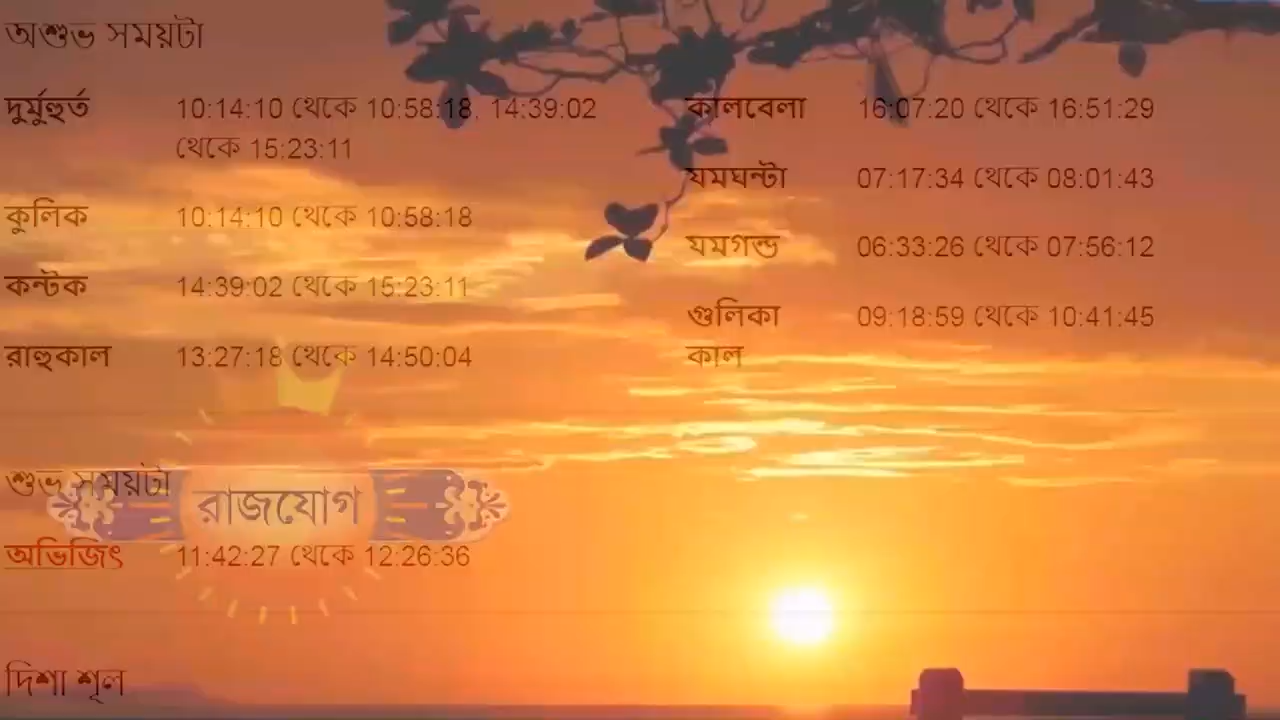 অশুভ সময়টা
দুর্মুহুর্ত 10:14:10 থেকে 10:58:18, 14:39:02
থেকে 15:23:11
কুলিক 10:14:10 থেকে 10:58:18
কন্টক 14:39:02 থেকে 15:23:11
রাহুকাল 13:27:18 থেকে 14:50:04
কালবেলা 16:07:20 থেকে 16:51:29
যমঘন্টা 07:17:34 থেকে 08:01:43
যমগন্ড 06:33:26 থেকে 07:56:12
গুলিকা 09:18:59 থেকে 10:41:45
কাল
শুভ সময়টা
রাজযোগ
অভিজিৎ 11:42:27 থেকে 12:26:36
দিশা শূল